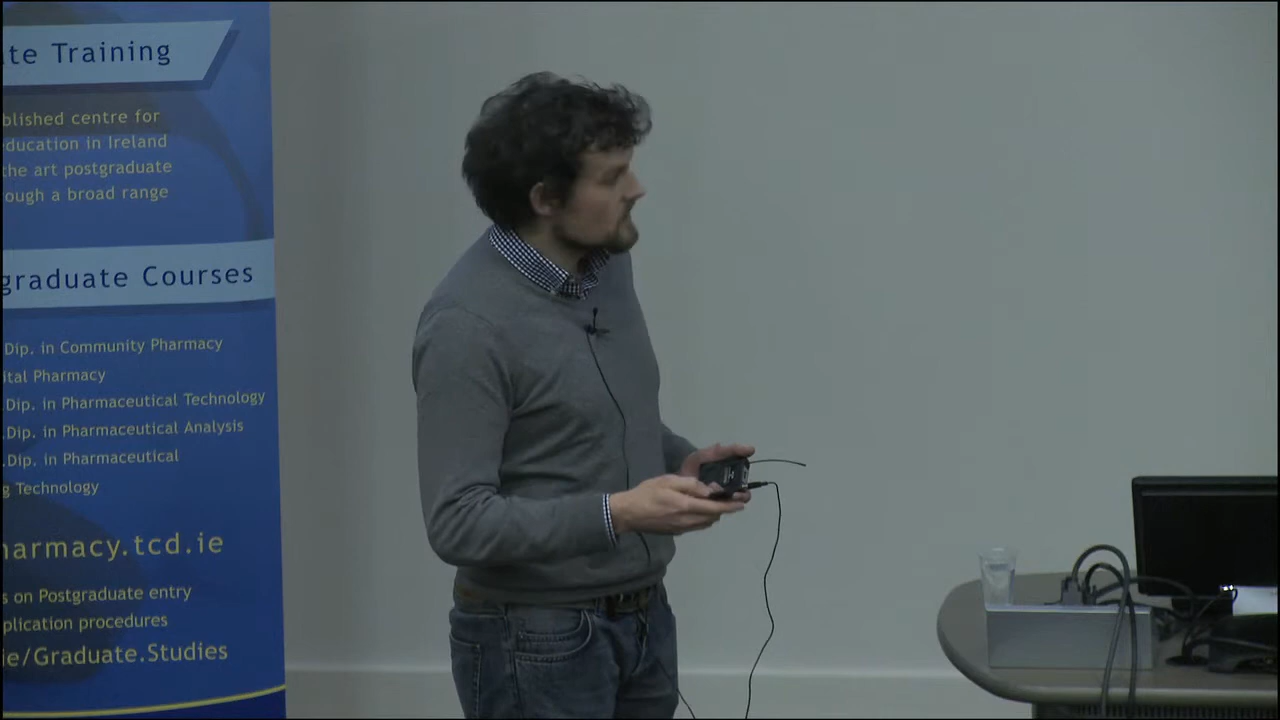 te Training
blished centre for
education in Ireland
the art postgraduate
ough a broad range
graduate Courses
Dip. in Community Pharmacy
ital Pharmacy
Dip. in Pharmaceutical Technology
Dip. in Pharmaceutical Analysis
Dip. in Pharmaceutical
g Technology
harmacy.tcd.ie
s on Postgraduate entry
plication procedures
ie/Graduate.Studies